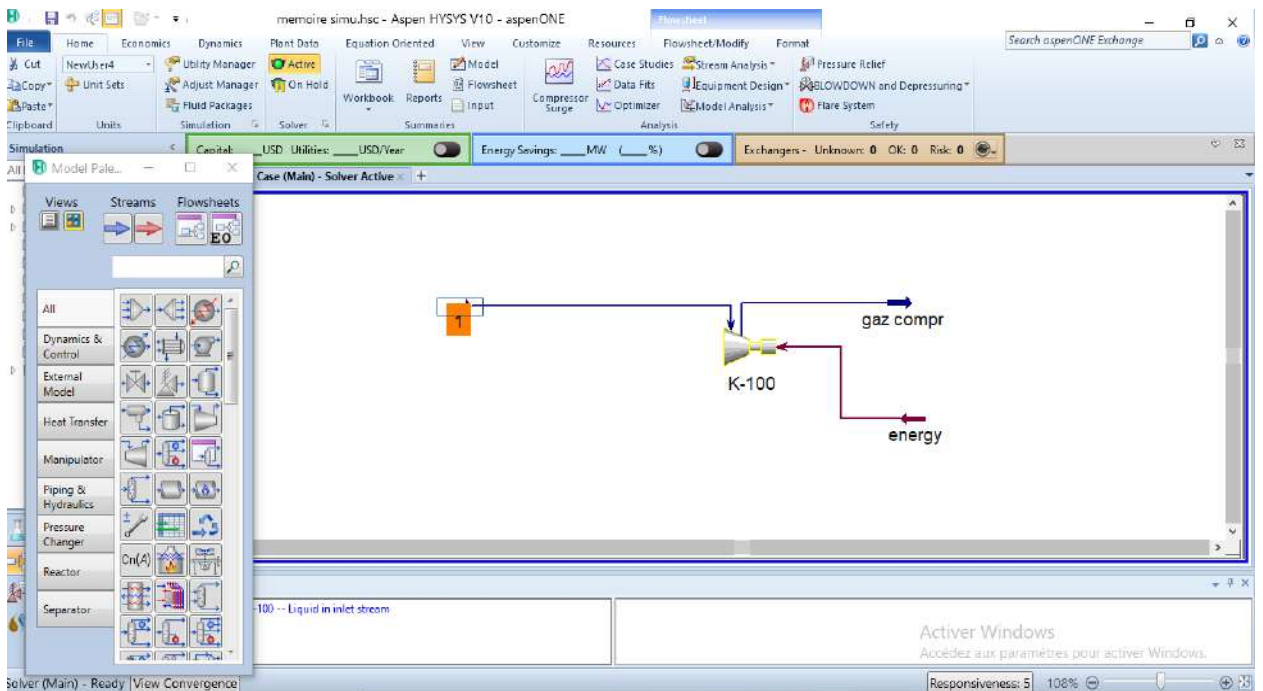 memoire simu.hsc - Aspen HYSYS V10 - aspenONE
Flowsheet
File Home Economics Dynamics Plant Data Equation Oriented View Customize Resources Flowsheet/Modify Format
Search aspenONE Exchange
Cut NewUser4 Utility Manager Active Model Case Studies Stream Analysis Pressure Relief
Copy Unit Sets Adjust Manager On Hold Workbook Reports Flowsheet Compressor Surge Data Fits Equipment Design BLOWDOWN and Depressuring
Paste Fluid Packages Input Optimizer Model Analysis Flare System
Clipboard Units Simulation Solver Summaries Analysis Safety
Simulation Capital: ___USD Utilities: ____USD/Year Energy Savings: ____MW (____%) Exchangers - Unknown: 0 OK: 0 Risk: 0
All Model Pale... Case (Main) - Solver Active +
Views Streams Flowsheets
EO
All
Dynamics & Control
External Model
Heat Transfer
Manipulator
Piping & Hydraulics
Pressure Changer
Cn(A)
Reactor
Separator
1
gaz compr
K-100
energy
-100 -- Liquid in inlet stream
Activer Windows
Accédez aux paramètres pour activer Windows.
Solver (Main) - Ready View Convergence Responsiveness: 5 108%